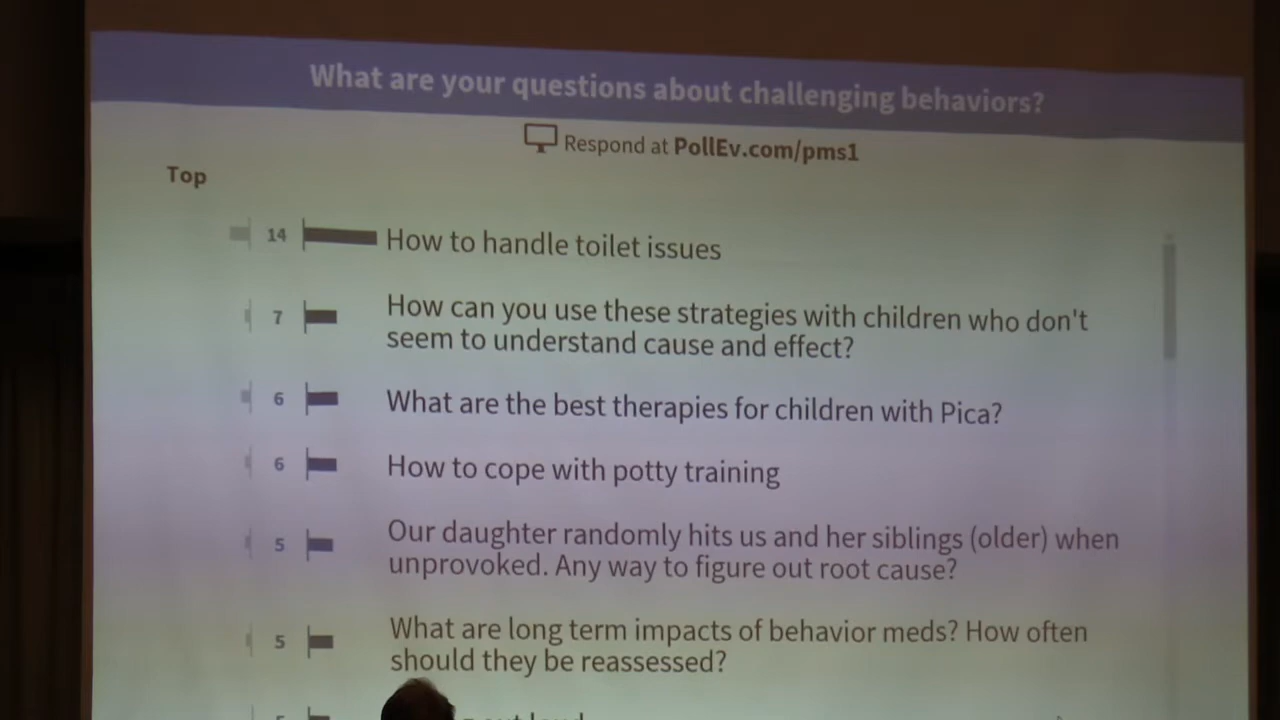 What are your questions about challenging behaviors?
Respond at PollEv.com/pms1
Top
14 How to handle toilet issues
7 How can you use these strategies with children who don't
seem to understand cause and effect?
6 What are the best therapies for children with Pica?
6 How to cope with potty training
5 Our daughter randomly hits us and her siblings (older) when
unprovoked. Any way to figure out root cause?
5 What are long term impacts of behavior meds? How often
should they be reassessed?